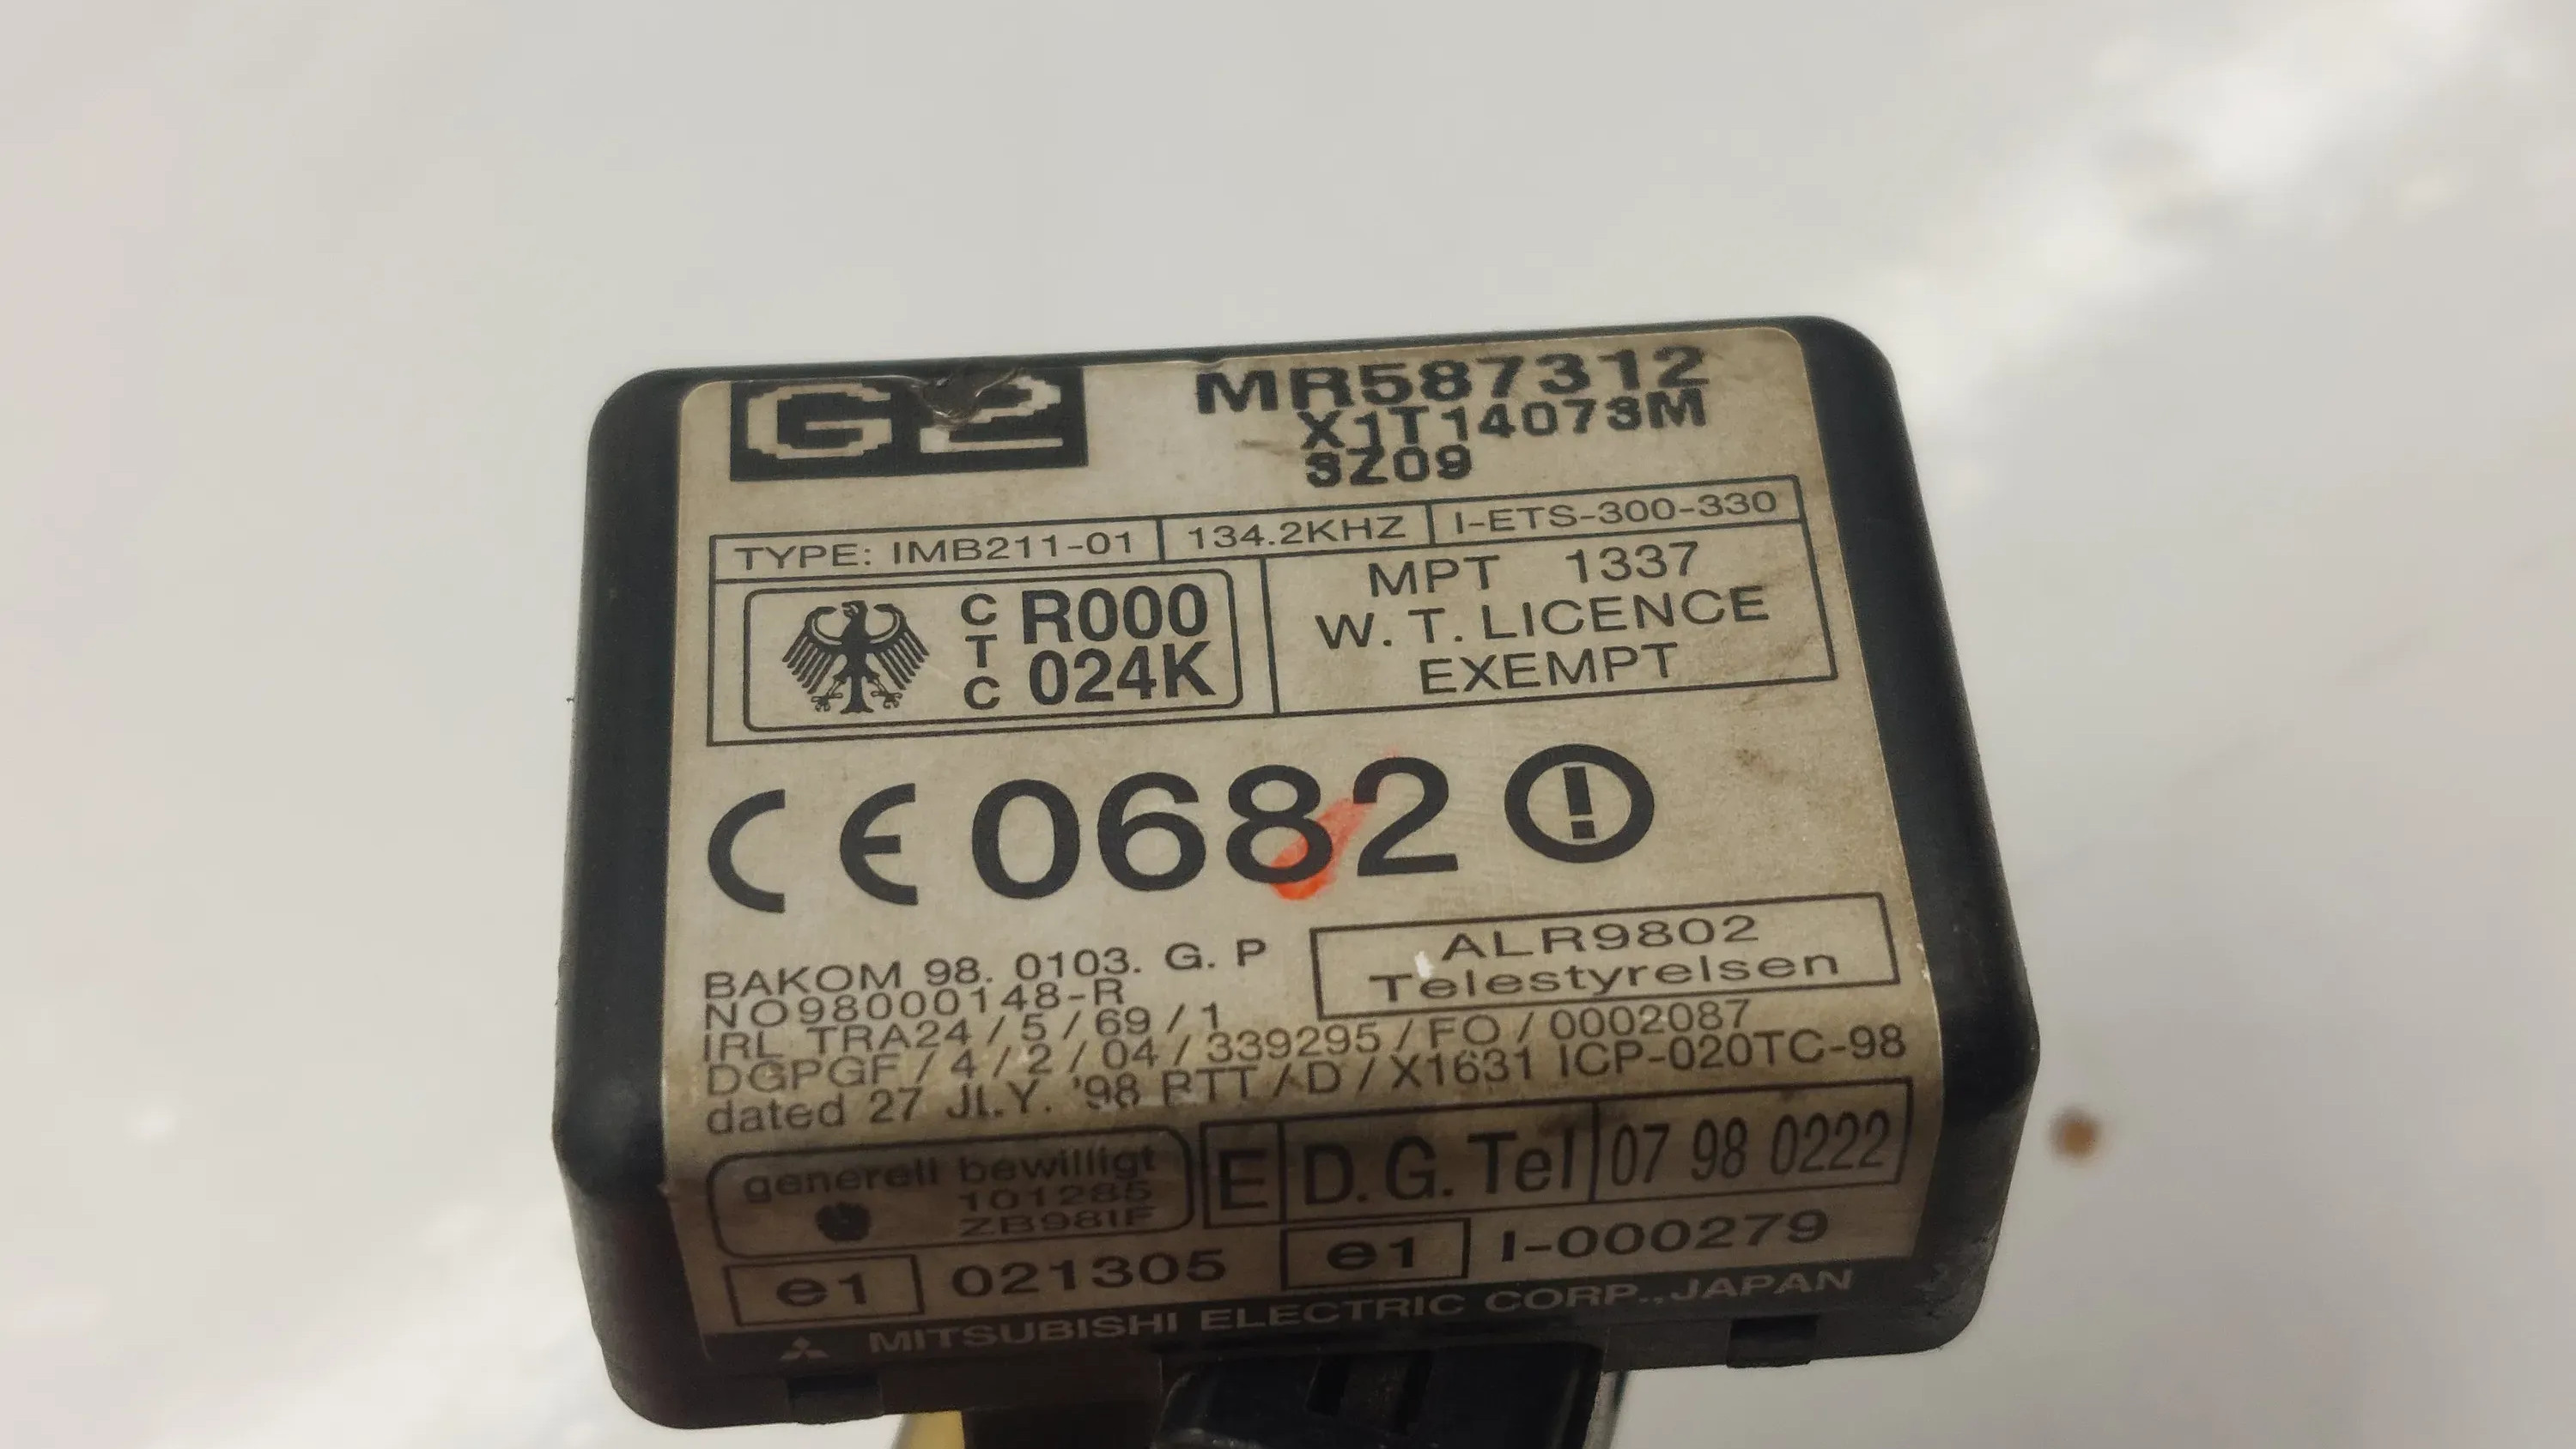 G2
MR587312
X1T14073M
3Z09
TYPE: IMB211-01 134.2KHZ I-ETS-300-330
CTC R000
024K
MPT 1337
W. T. LICENCE
EXEMPT
CE 0682
BAKOM 98. 0103. G. P
NO98000148-R
ALR9802
Telestyrelsen
IRL TRA24 / 5 / 69 / 1
DGPGF / 4 / 2 / 04 / 339295 / FO / 0002087
dated 27 JLY. '98 RTT / D / X1631 ICP-020TC-98
generell bewilligt
101285
ZB98IF
E D.G. Tel 07 98 0222
e1 021305 e1 I-000279
MITSUBISHI ELECTRIC CORP., JAPAN